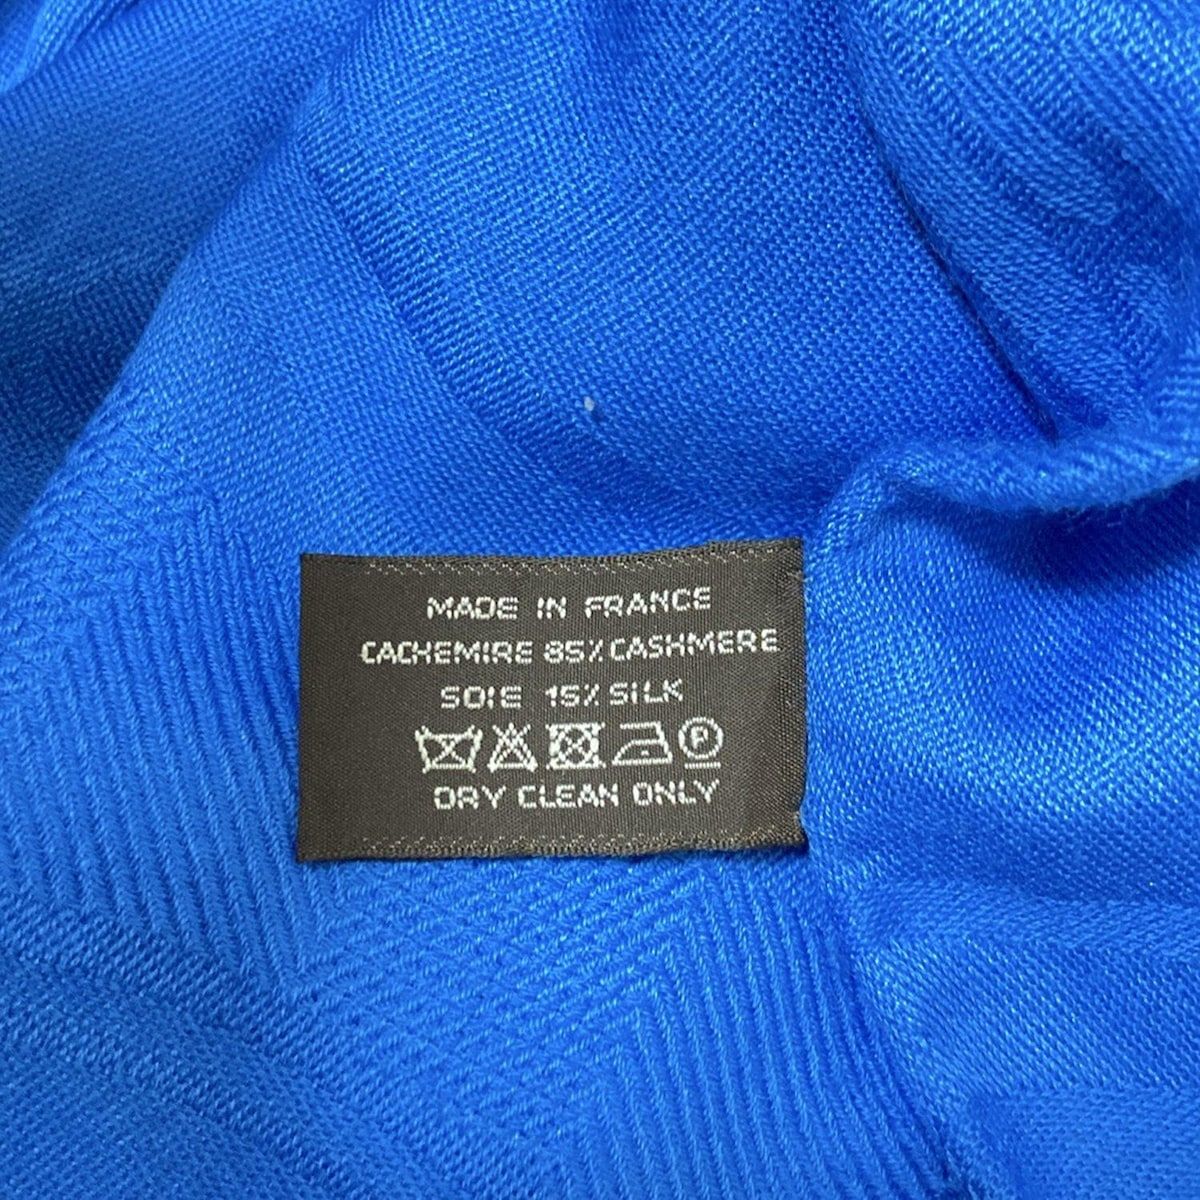 MADE IN FRANCE
CACHEMIRE 85% CASHMERE
SOIE 15% SILK
P
DRY CLEAN ONLY